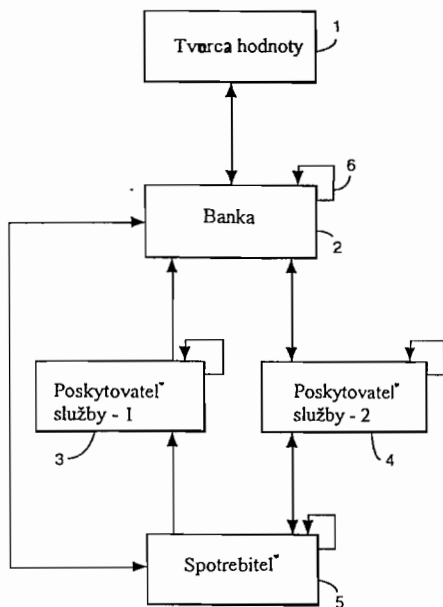 1
Tvorca hodnoty
6
Banka
2
Poskytovateľ
služby - 1
3
Poskytovateľ
služby - 2
4
Spotrebiteľ
5